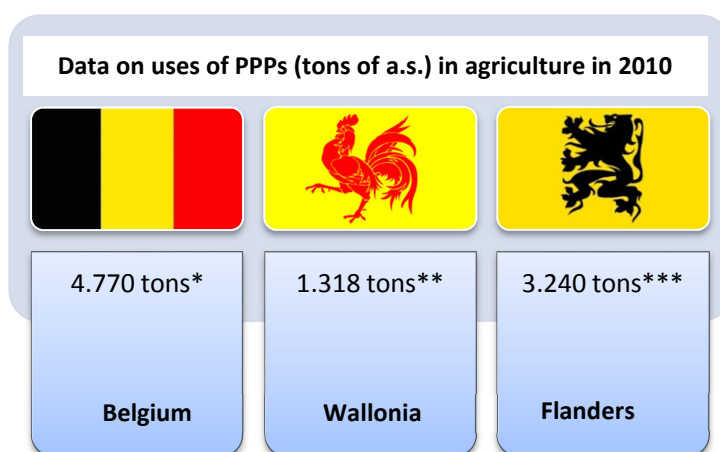 Data on uses of PPPs (tons of a.s.) in agriculture in 2010
4.770 tons*
1.318 tons**
3.240 tons***
Belgium
Wallonia
Flanders